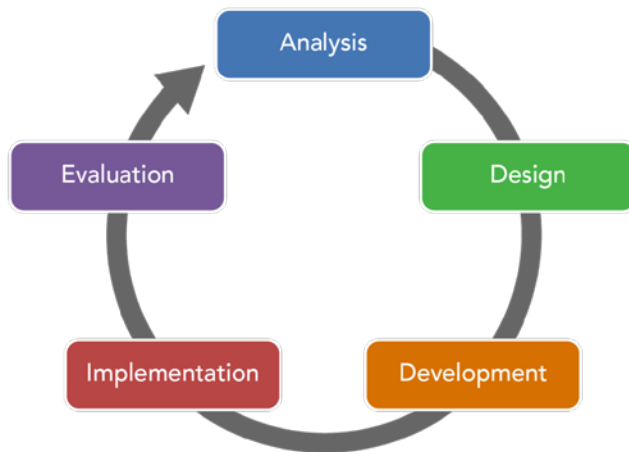 Analysis
Design
Development
Implementation
Evaluation